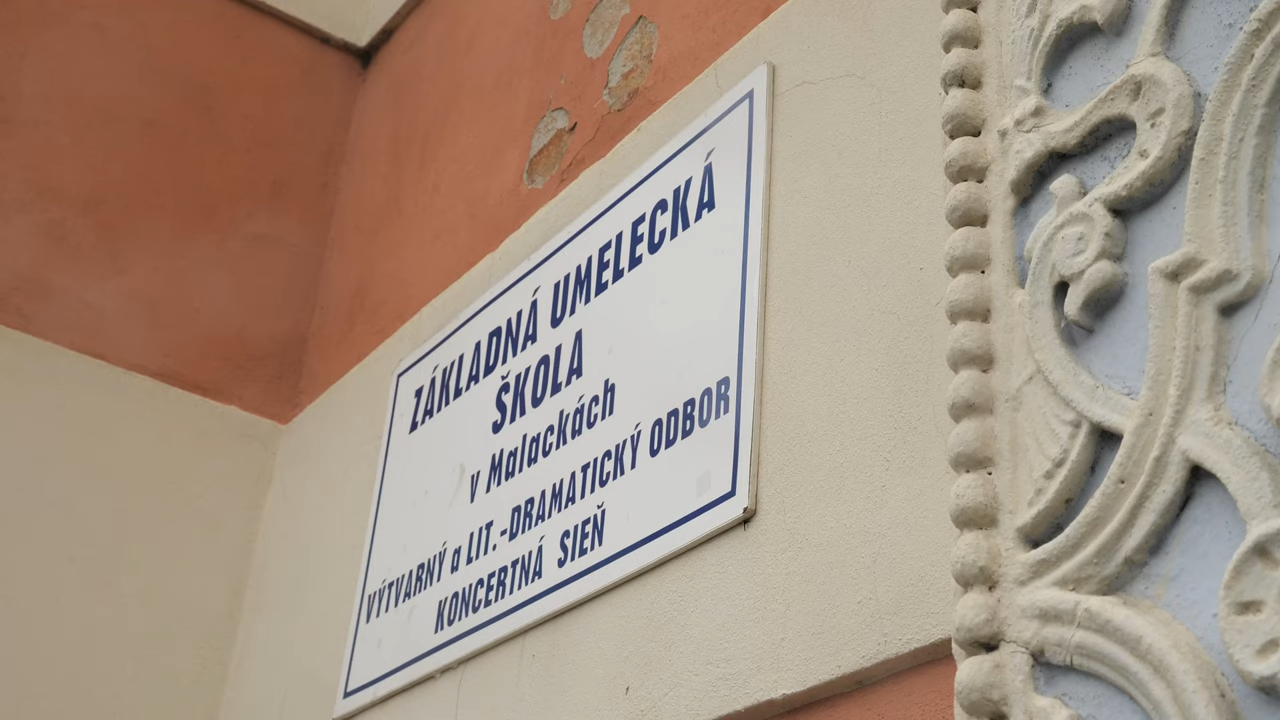 ZÁKLADNÁ UMELECKÁ
ŠKOLA
v Malackách
VÝTVARNÝ a LIT.-DRAMATICKÝ ODBOR
KONCERTNÁ SIEŇ